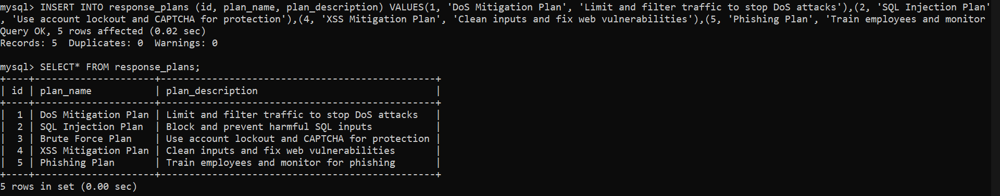 mysql> INSERT INTO response_plans (id, plan_name, plan_description) VALUES(1, 'DoS Mitigation Plan', 'Limit and filter traffic to stop DoS attacks'),(2, 'SQL Injection Plan'
, 'Use account lockout and CAPTCHA for protection'),(4, 'XSS Mitigation Plan', 'Clean inputs and fix web vulnerabilities'),(5, 'Phishing Plan', 'Train employees and monitor
Query OK, 5 rows affected (0.02 sec)
Records: 5  Duplicates: 0  Warnings: 0

mysql> SELECT* FROM response_plans;
+----+---------------------+------------------------------------------------+
| id | plan_name           | plan_description                               |
+----+---------------------+------------------------------------------------+
|  1 | DoS Mitigation Plan | Limit and filter traffic to stop DoS attacks   |
|  2 | SQL Injection Plan  | Block and prevent harmful SQL inputs           |
|  3 | Brute Force Plan    | Use account lockout and CAPTCHA for protection |
|  4 | XSS Mitigation Plan | Clean inputs and fix web vulnerabilities       |
|  5 | Phishing Plan       | Train employees and monitor for phishing       |
+----+---------------------+------------------------------------------------+
5 rows in set (0.00 sec)